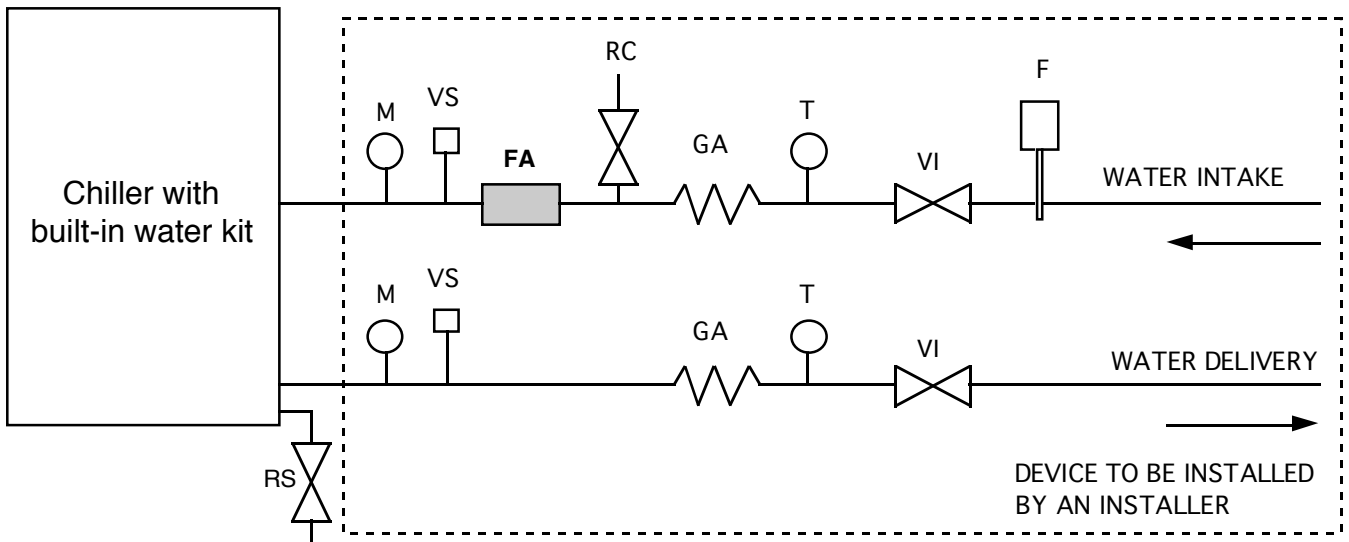 Chiller with
built-in water kit
M
VS
FA
RC
GA
T
VI
F
WATER INTAKE
M
VS
GA
T
VI
WATER DELIVERY
RS
DEVICE TO BE INSTALLED
BY AN INSTALLER